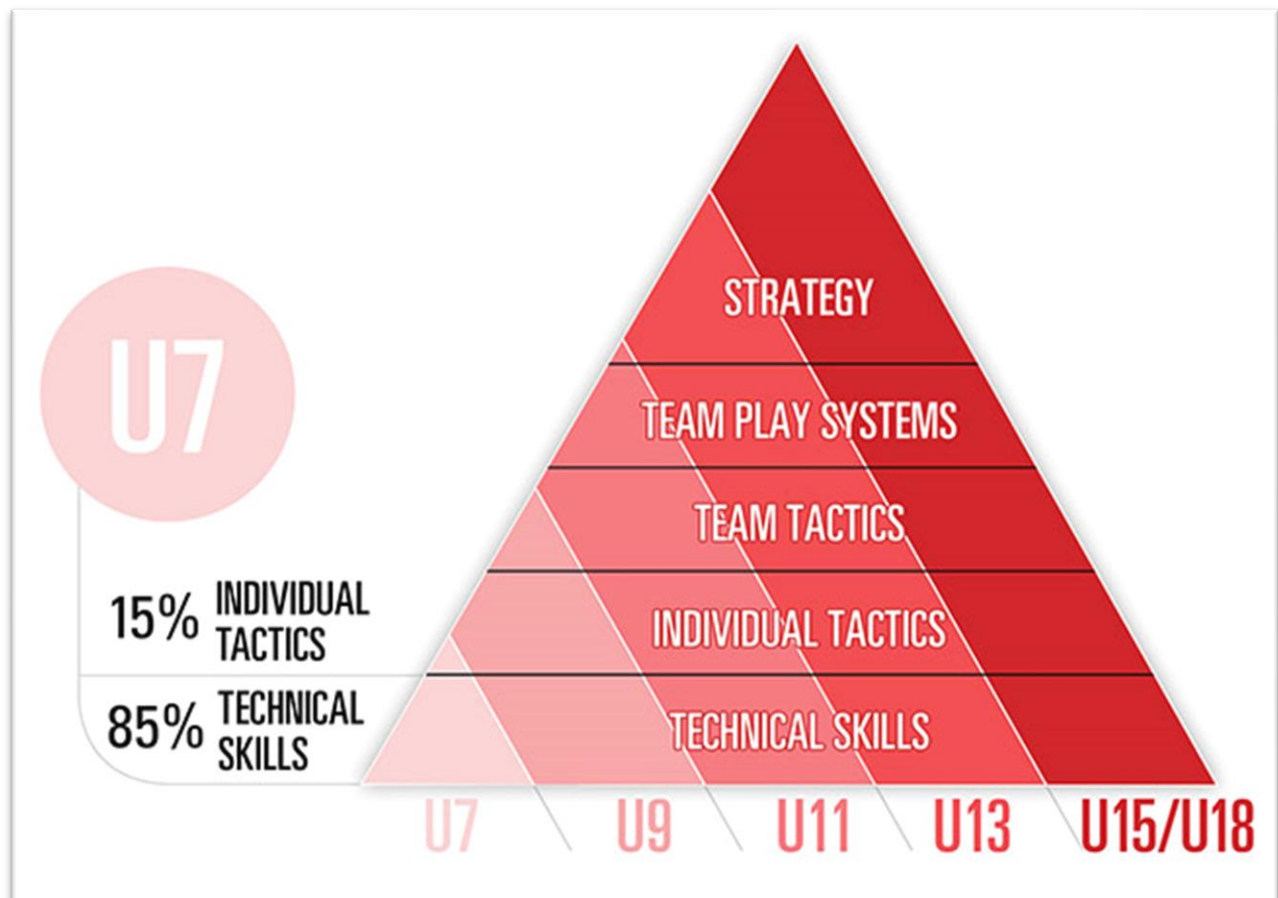 STRATEGY
TEAM PLAY SYSTEMS
TEAM TACTICS
INDIVIDUAL TACTICS
TECHNICAL SKILLS
U7
15% INDIVIDUAL
TACTICS
85% TECHNICAL
SKILLS
U7 U9 U11 U13 U15/U18